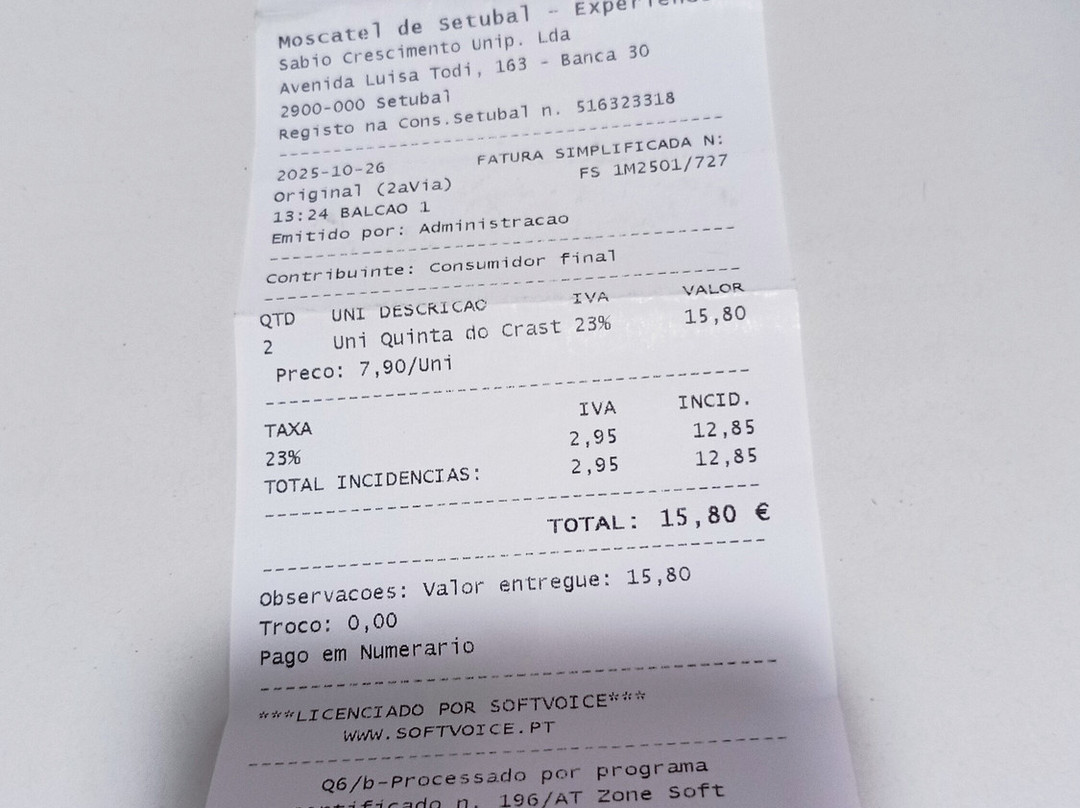 Moscatel de Setubal - Experienc
Sabio Crescimento Unip. Lda
Avenida Luisa Todi, 163 - Banca 30
2900-000 Setubal
Registo na Cons.Setubal n. 516323318
2025-10-26 FATURA SIMPLIFICADA N:
Original (2aVia) FS 1M2501/727
13:24 BALCAO 1
Emitido por: Administracao
Contribuinte: Consumidor final
QTD UNI DESCRICAO IVA VALOR
2 Uni Quinta do Crast 23% 15,80
Preco: 7,90/Uni
TAXA IVA INCID.
23% 2,95 12,85
TOTAL INCIDENCIAS: 2,95 12,85
TOTAL: 15,80 €
Observacoes: Valor entregue: 15,80
Troco: 0,00
Pago em Numerario
***LICENCIADO POR SOFTVOICE***
WWW.SOFTVOICE.PT
Q6/b-Processado por programa
n. 196/AT Zone Soft